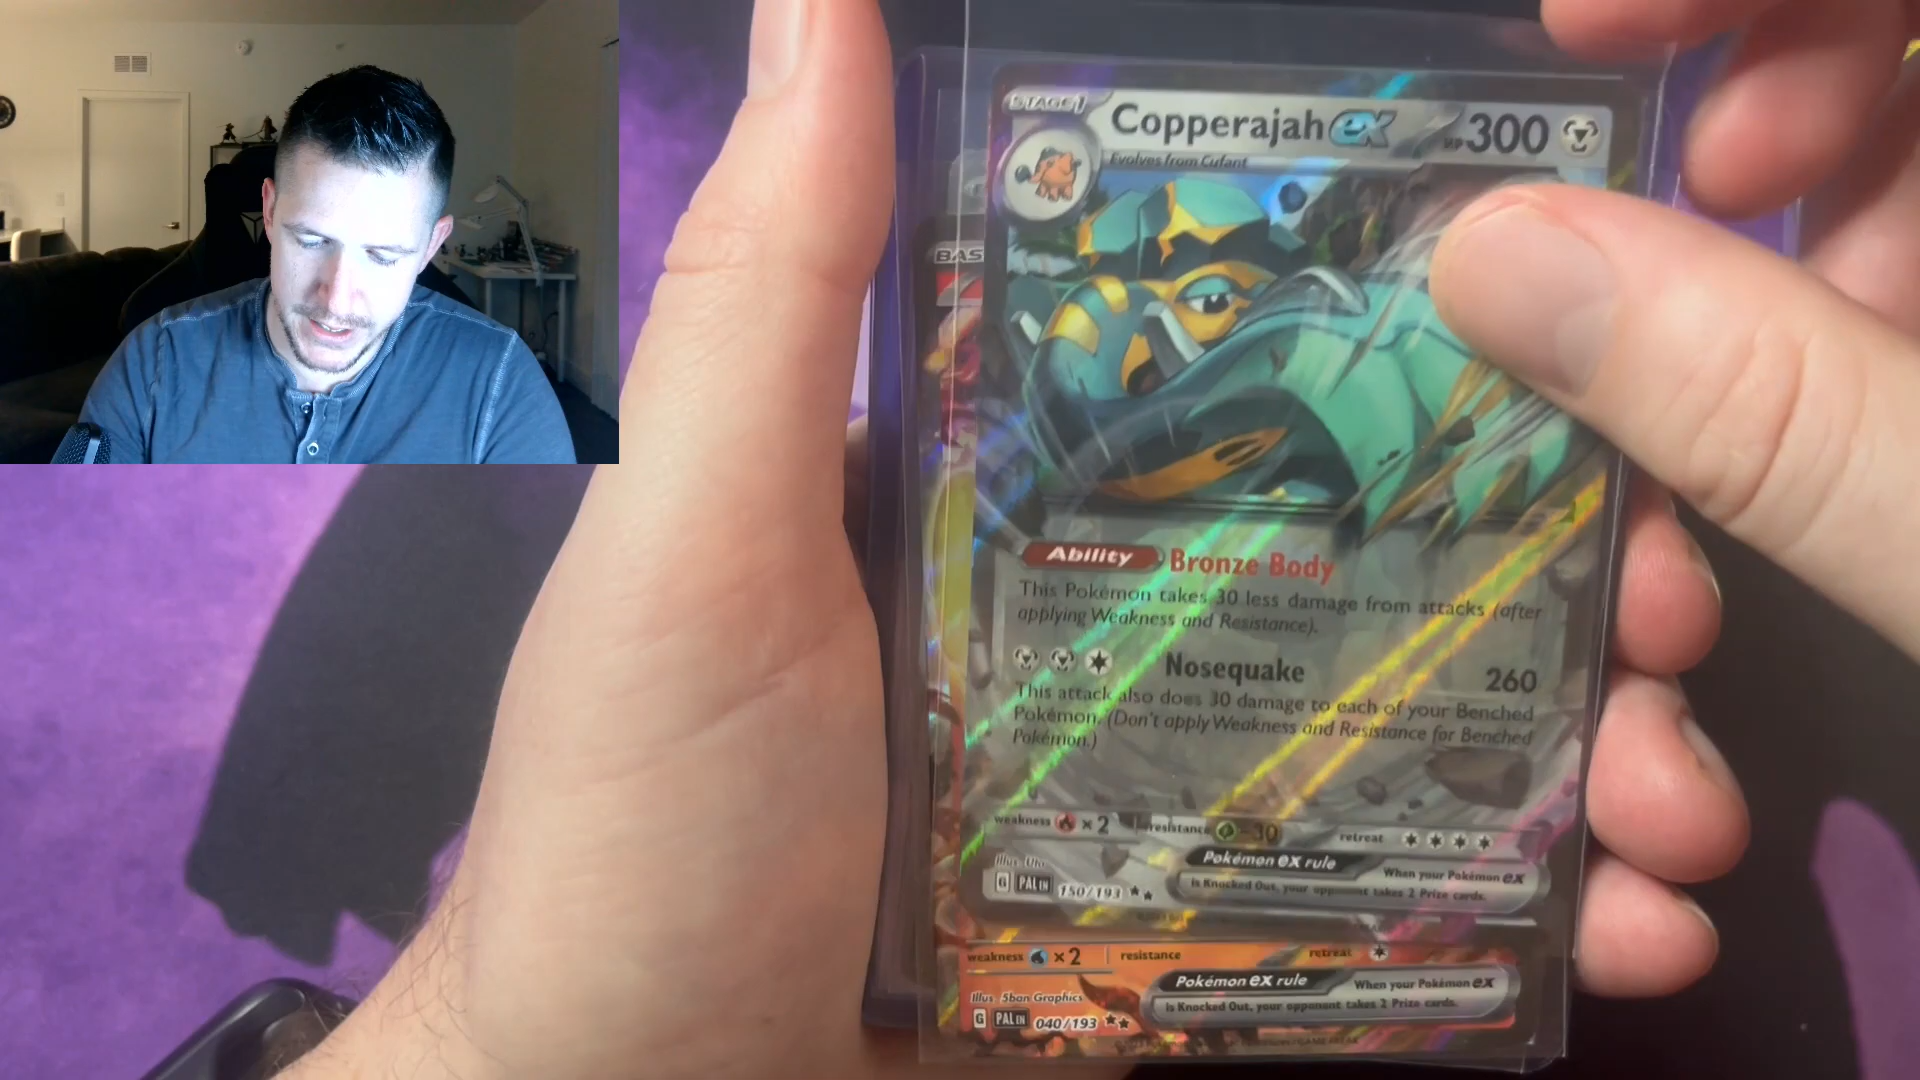 STAGE 1
Copperajah ex HP 300
Evolves from Cufant
BAS
Ability Bronze Body
This Pokémon takes 30 less damage from attacks (after
applying Weakness and Resistance).
Nosequake 260
This attack also does 30 damage to each of your Benched
Pokémon. (Don't apply Weakness and Resistance for Benched
Pokémon.)
weakness ×2 resistance -30 retreat
Pokémon ex rule When your Pokémon ex
is Knocked Out, your opponent takes 2 Prize cards.
Illus.
G PAL EN 150/193
weakness ×2 resistance retreat
Pokémon ex rule When your Pokémon ex
is Knocked Out, your opponent takes 2 Prize cards.
Illus. 5ban Graphics
G PAL EN 040/193